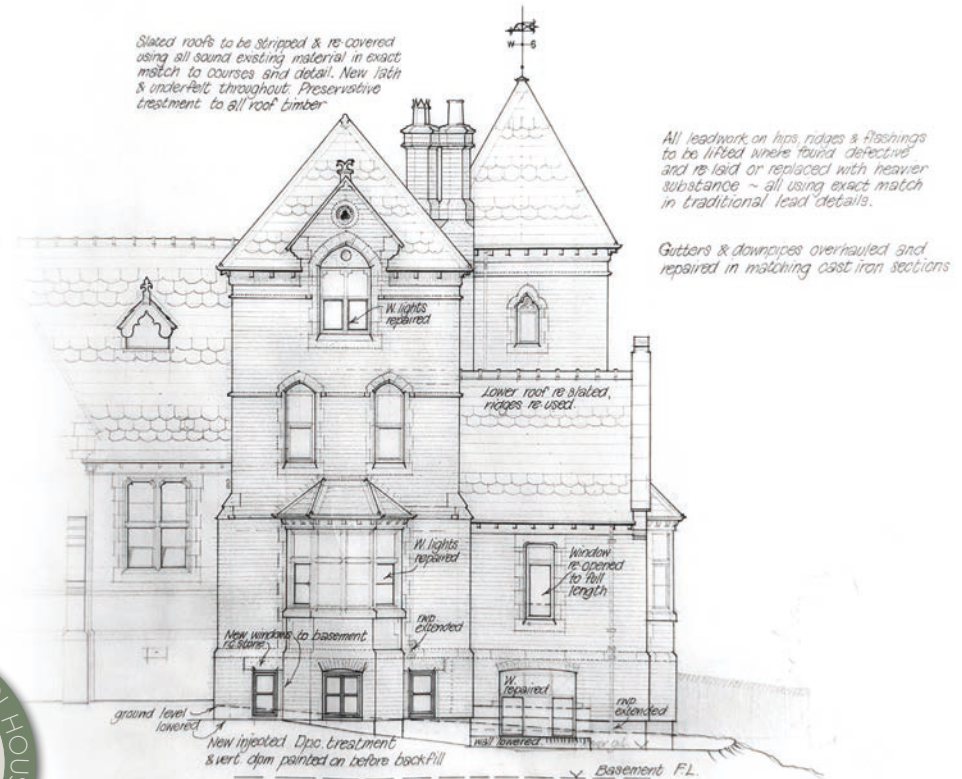 Slated roofs to be stripped & re-covered
using all sound existing material in exact
match to courses and detail. New lath
& underfelt throughout. Preservative
treatment to all roof timber
W S
All leadwork on hips, ridges & flashings
to be lifted where found defective
and re-laid or replaced with heavier
substance ~ all using exact match
in traditional lead details.
Gutters & downpipes overhauled and
repaired in matching cast iron sections
W. lights
repaired
Lower roof re slated,
ridges re-used.
W. lights
repaired
Window
re-opened
to full
length
New windows to basement
r.c. stone
rwp.
extended
W.
repaired
rwp
extended
ground level
lowered
wall lowered
New injected Dpc. treatment
& vert. dpm painted on before backfill
Basement F.L.